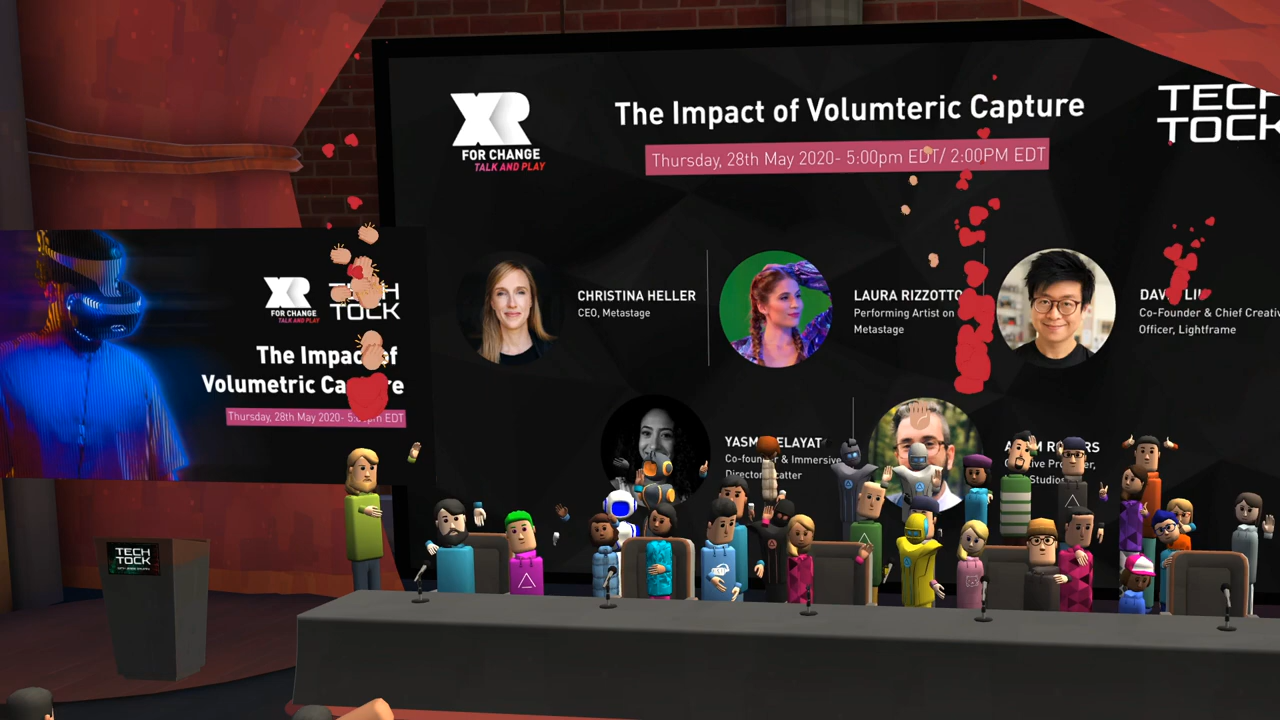 XR
FOR CHANGE
TALK AND PLAY
The Impact of Volumteric Capture
Thursday, 28th May 2020- 5:00pm EDT/ 2:00PM EDT
TECH
TOCK
CHRISTINA HELLER
CEO, Metastage
LAURA RIZZOTTO
Performing Artist on
Metastage
Co-Founder & Chief
Officer, Lightframe
Co-founder & Immersive
XR
FOR CHANGE
TALK AND PLAY
TOCK
The Impact of
Volumetric
Thursday, 28th May 2020- EDT
TECH
TOCK